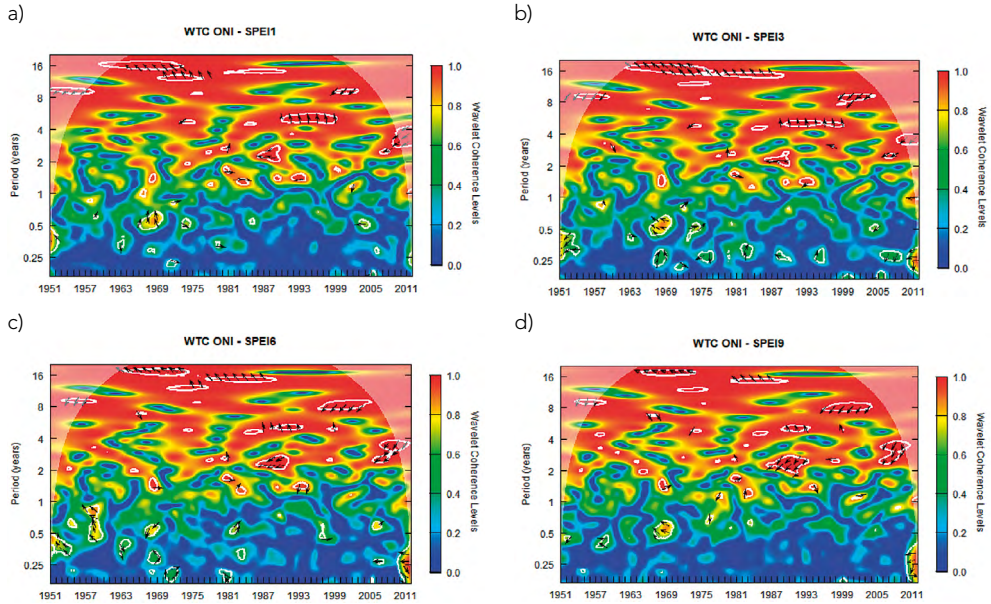 a)
WTC ONI - SPEI1
Period (years)
16
8
4
2
1
0.5
0.25
1951 1957 1963 1969 1975 1981 1987 1993 1999 2005 2011
1.0
0.8
0.6
0.4
0.2
0.0
Wavelet Coherence Levels
b)
WTC ONI - SPEI3
Period (years)
16
8
4
2
1
0.5
0.25
1951 1957 1963 1969 1975 1981 1987 1993 1999 2005 2011
1.0
0.8
0.6
0.4
0.2
0.0
Wavelet Coherence Levels
c)
WTC ONI - SPEI6
Period (years)
16
8
4
2
1
0.5
0.25
1951 1957 1963 1969 1975 1981 1987 1993 1999 2005 2011
1.0
0.8
0.6
0.4
0.2
0.0
Wavelet Coherence Levels
d)
WTC ONI - SPEI9
Period (years)
16
8
4
2
1
0.5
0.25
1951 1957 1963 1969 1975 1981 1987 1993 1999 2005 2011
1.0
0.8
0.6
0.4
0.2
0.0
Wavelet Coherence Levels